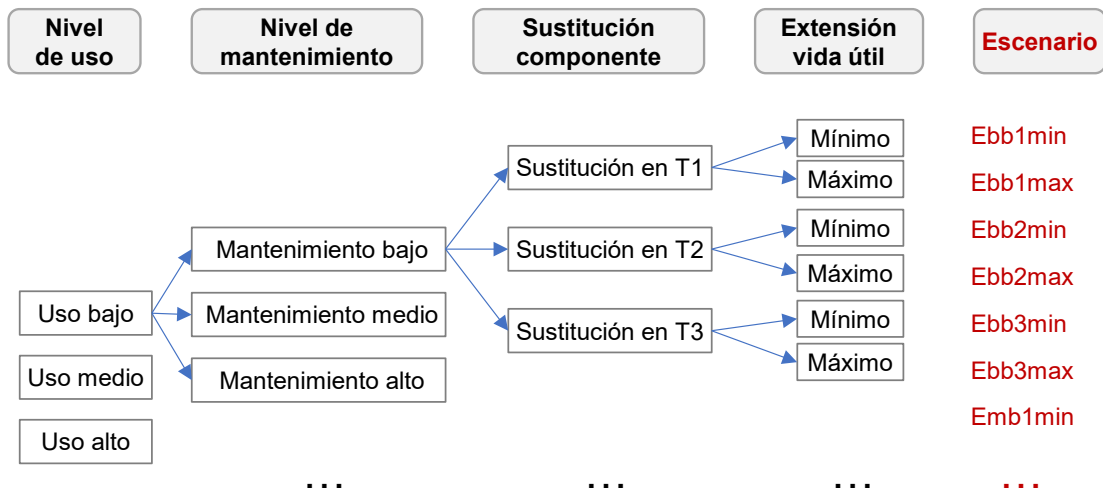 Nivel
de uso
Nivel de
mantenimiento
Sustitución
componente
Extensión
vida útil
Escenario
Uso bajo
Uso medio
Uso alto
Mantenimiento bajo
Mantenimiento medio
Mantenimiento alto
Sustitución en T1
Sustitución en T2
Sustitución en T3
Mínimo
Máximo
Mínimo
Máximo
Mínimo
Máximo
Ebb1min
Ebb1max
Ebb2min
Ebb2max
Ebb3min
Ebb3max
Emb1min
... ... ... ...